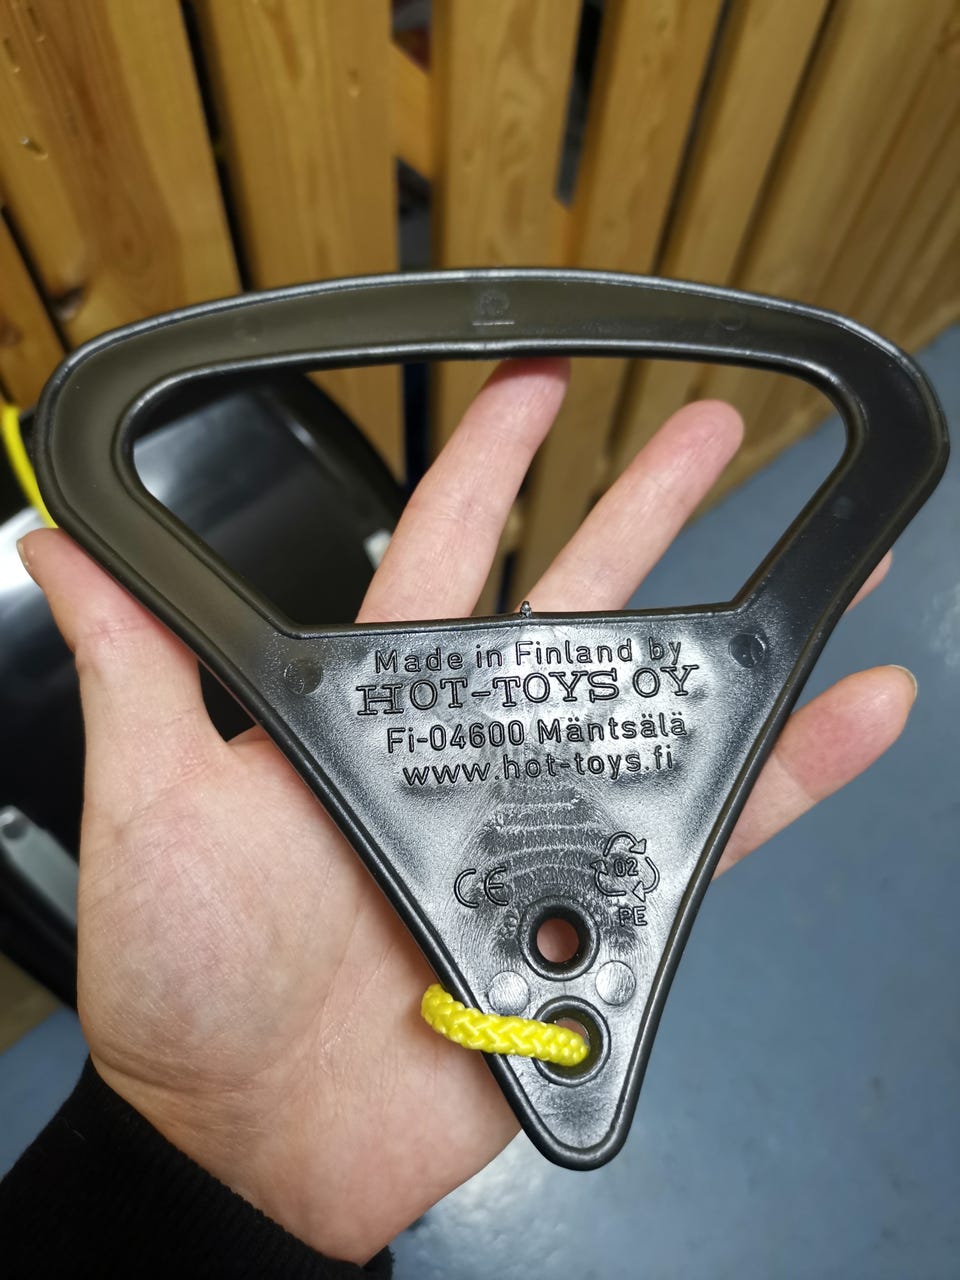 Made in Finland by
HOT-TOYS OY
Fi-04600 Mäntsälä
www.hot-toys.fi
CE
02
PE